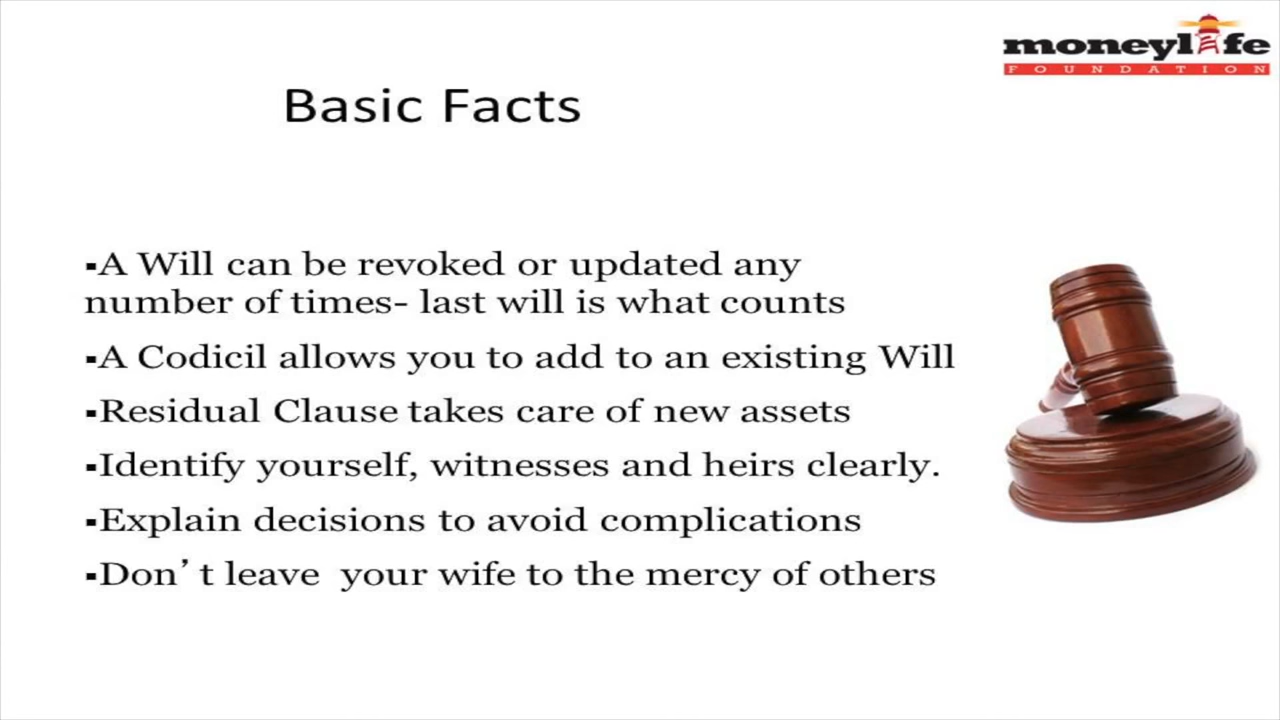 moneylife
FOUNDATION
Basic Facts
▪A Will can be revoked or updated any
number of times- last will is what counts
▪A Codicil allows you to add to an existing Will
▪Residual Clause takes care of new assets
▪Identify yourself, witnesses and heirs clearly.
▪Explain decisions to avoid complications
▪Don’ t leave  your wife to the mercy of others